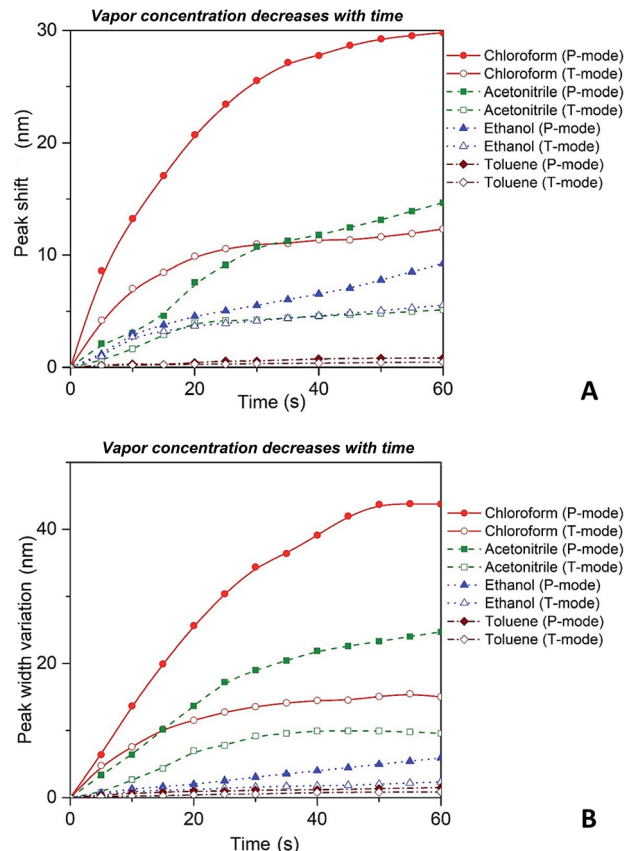 Vapor concentration decreases with time
30
20
10
0
Peak shift (nm)
0 20 40 60
Time (s)
Chloroform (P-mode)
Chloroform (T-mode)
Acetonitrile (P-mode)
Acetonitrile (T-mode)
Ethanol (P-mode)
Ethanol (T-mode)
Toluene (P-mode)
Toluene (T-mode)
A
Vapor concentration decreases with time
40
20
0
Peak width variation (nm)
0 20 40 60
Time (s)
Chloroform (P-mode)
Chloroform (T-mode)
Acetonitrile (P-mode)
Acetonitrile (T-mode)
Ethanol (P-mode)
Ethanol (T-mode)
Toluene (P-mode)
Toluene (T-mode)
B